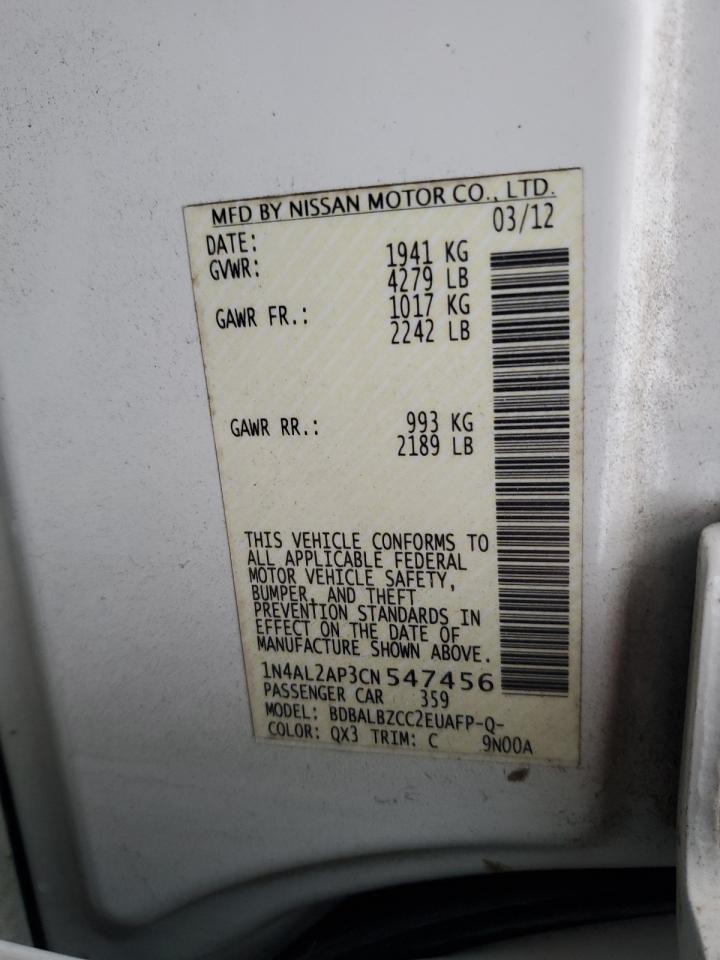 MFD BY NISSAN MOTOR CO., LTD.
DATE: 03/12
GVWR: 1941 KG
4279 LB
GAWR FR.: 1017 KG
2242 LB
GAWR RR.: 993 KG
2189 LB
THIS VEHICLE CONFORMS TO
ALL APPLICABLE FEDERAL
MOTOR VEHICLE SAFETY,
BUMPER, AND THEFT
PREVENTION STANDARDS IN
EFFECT ON THE DATE OF
MANUFACTURE SHOWN ABOVE.
1N4AL2AP3CN547456
PASSENGER CAR 359
MODEL: BDBALBZCC2EUAFP-Q-
COLOR: QX3 TRIM: C 9N00A